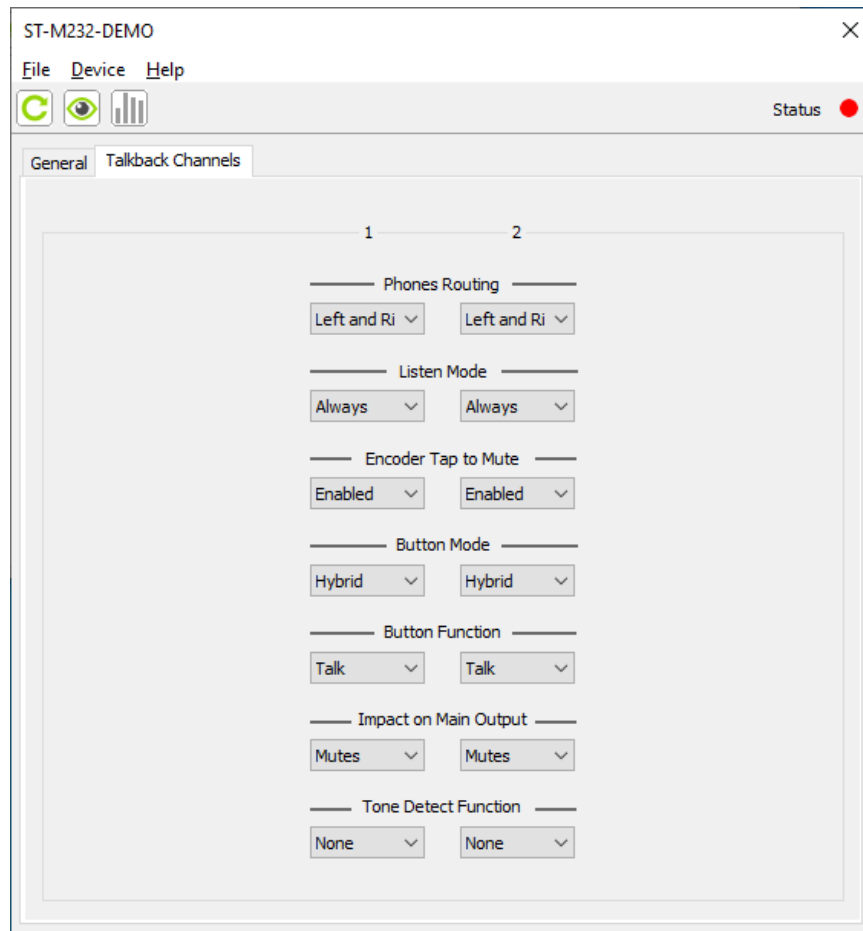 ST-M232-DEMO
File Device Help
Status
General Talkback Channels
1 2
Phones Routing
Left and Ri Left and Ri
Listen Mode
Always Always
Encoder Tap to Mute
Enabled Enabled
Button Mode
Hybrid Hybrid
Button Function
Talk Talk
Impact on Main Output
Mutes Mutes
Tone Detect Function
None None